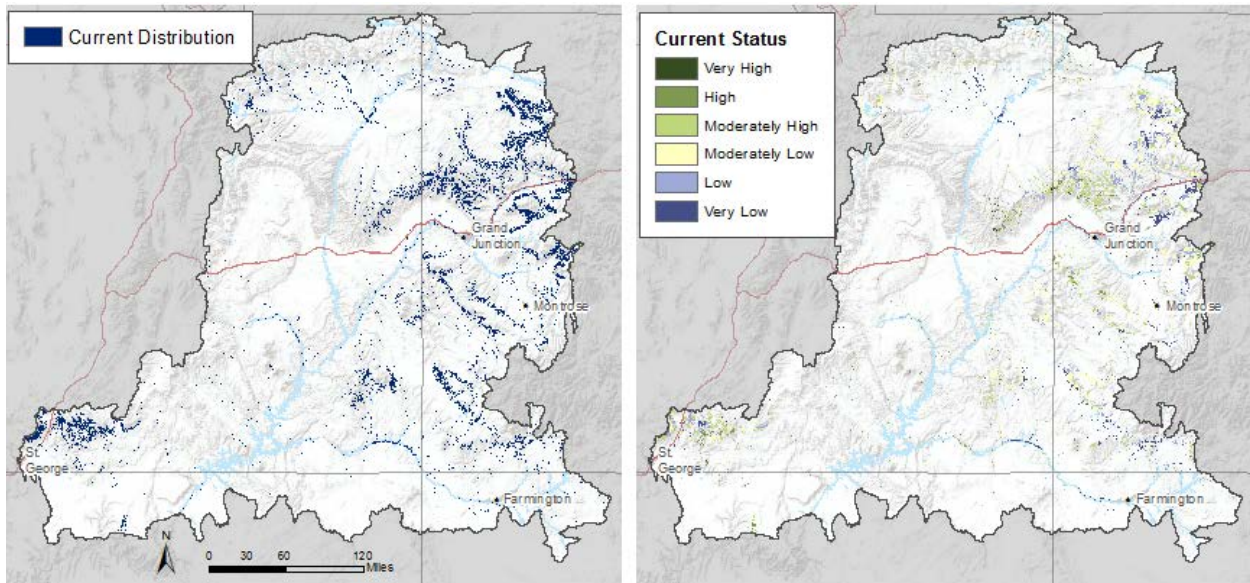 Current Distribution
Grand
Junction
Montrose
St.
George
Farmington ...
N
0 30 60 120
Miles
Current Status
Very High
High
Moderately High
Moderately Low
Low
Very Low
Grand
Junction
Montrose
St.
George
Farmington ...